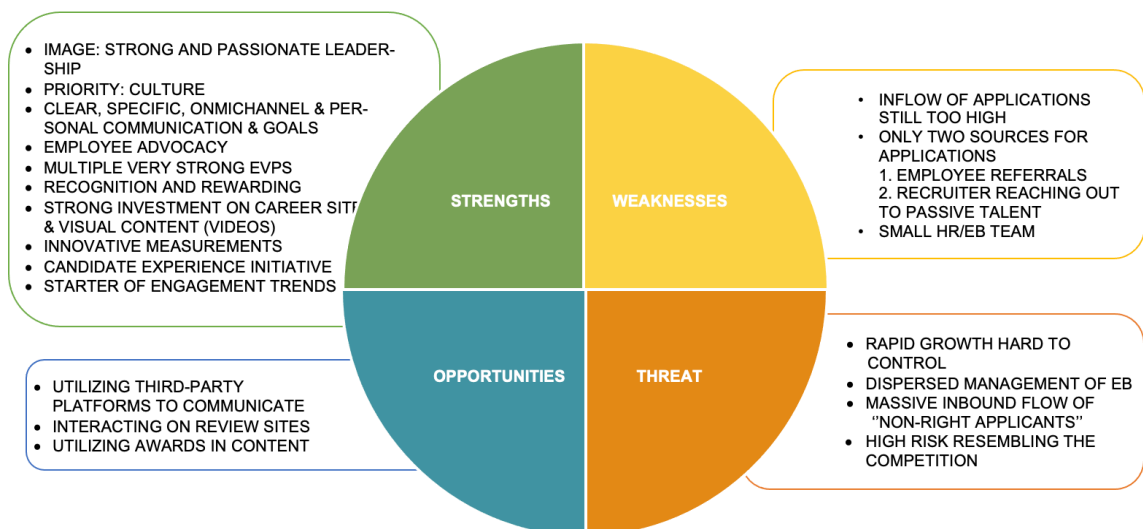 • IMAGE: STRONG AND PASSIONATE LEADER-
SHIP
• PRIORITY: CULTURE
• CLEAR, SPECIFIC, ONMICHANNEL & PER-
SONAL COMMUNICATION & GOALS
• EMPLOYEE ADVOCACY
• MULTIPLE VERY STRONG EVPS
• RECOGNITION AND REWARDING
• STRONG INVESTMENT ON CAREER SITE
& VISUAL CONTENT (VIDEOS)
• INNOVATIVE MEASUREMENTS
• CANDIDATE EXPERIENCE INITIATIVE
• STARTER OF ENGAGEMENT TRENDS
STRENGTHS
WEAKNESSES
• INFLOW OF APPLICATIONS
STILL TOO HIGH
• ONLY TWO SOURCES FOR
APPLICATIONS
1. EMPLOYEE REFERRALS
2. RECRUITER REACHING OUT
TO PASSIVE TALENT
• SMALL HR/EB TEAM
OPPORTUNITIES
• UTILIZING THIRD-PARTY
PLATFORMS TO COMMUNICATE
• INTERACTING ON REVIEW SITES
• UTILIZING AWARDS IN CONTENT
THREAT
• RAPID GROWTH HARD TO
CONTROL
• DISPERSED MANAGEMENT OF EB
• MASSIVE INBOUND FLOW OF
‘’NON-RIGHT APPLICANTS’’
• HIGH RISK RESEMBLING THE
COMPETITION